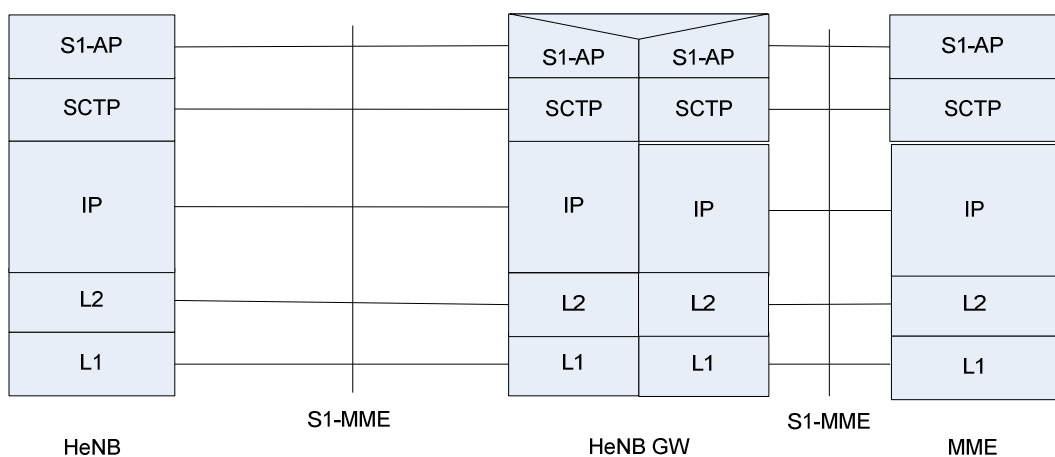 S1-AP S1-AP S1-AP S1-AP
SCTP SCTP SCTP SCTP
IP IP IP IP
L2 L2 L2 L2
L1 L1 L1 L1
S1-MME S1-MME
HeNB HeNB GW MME